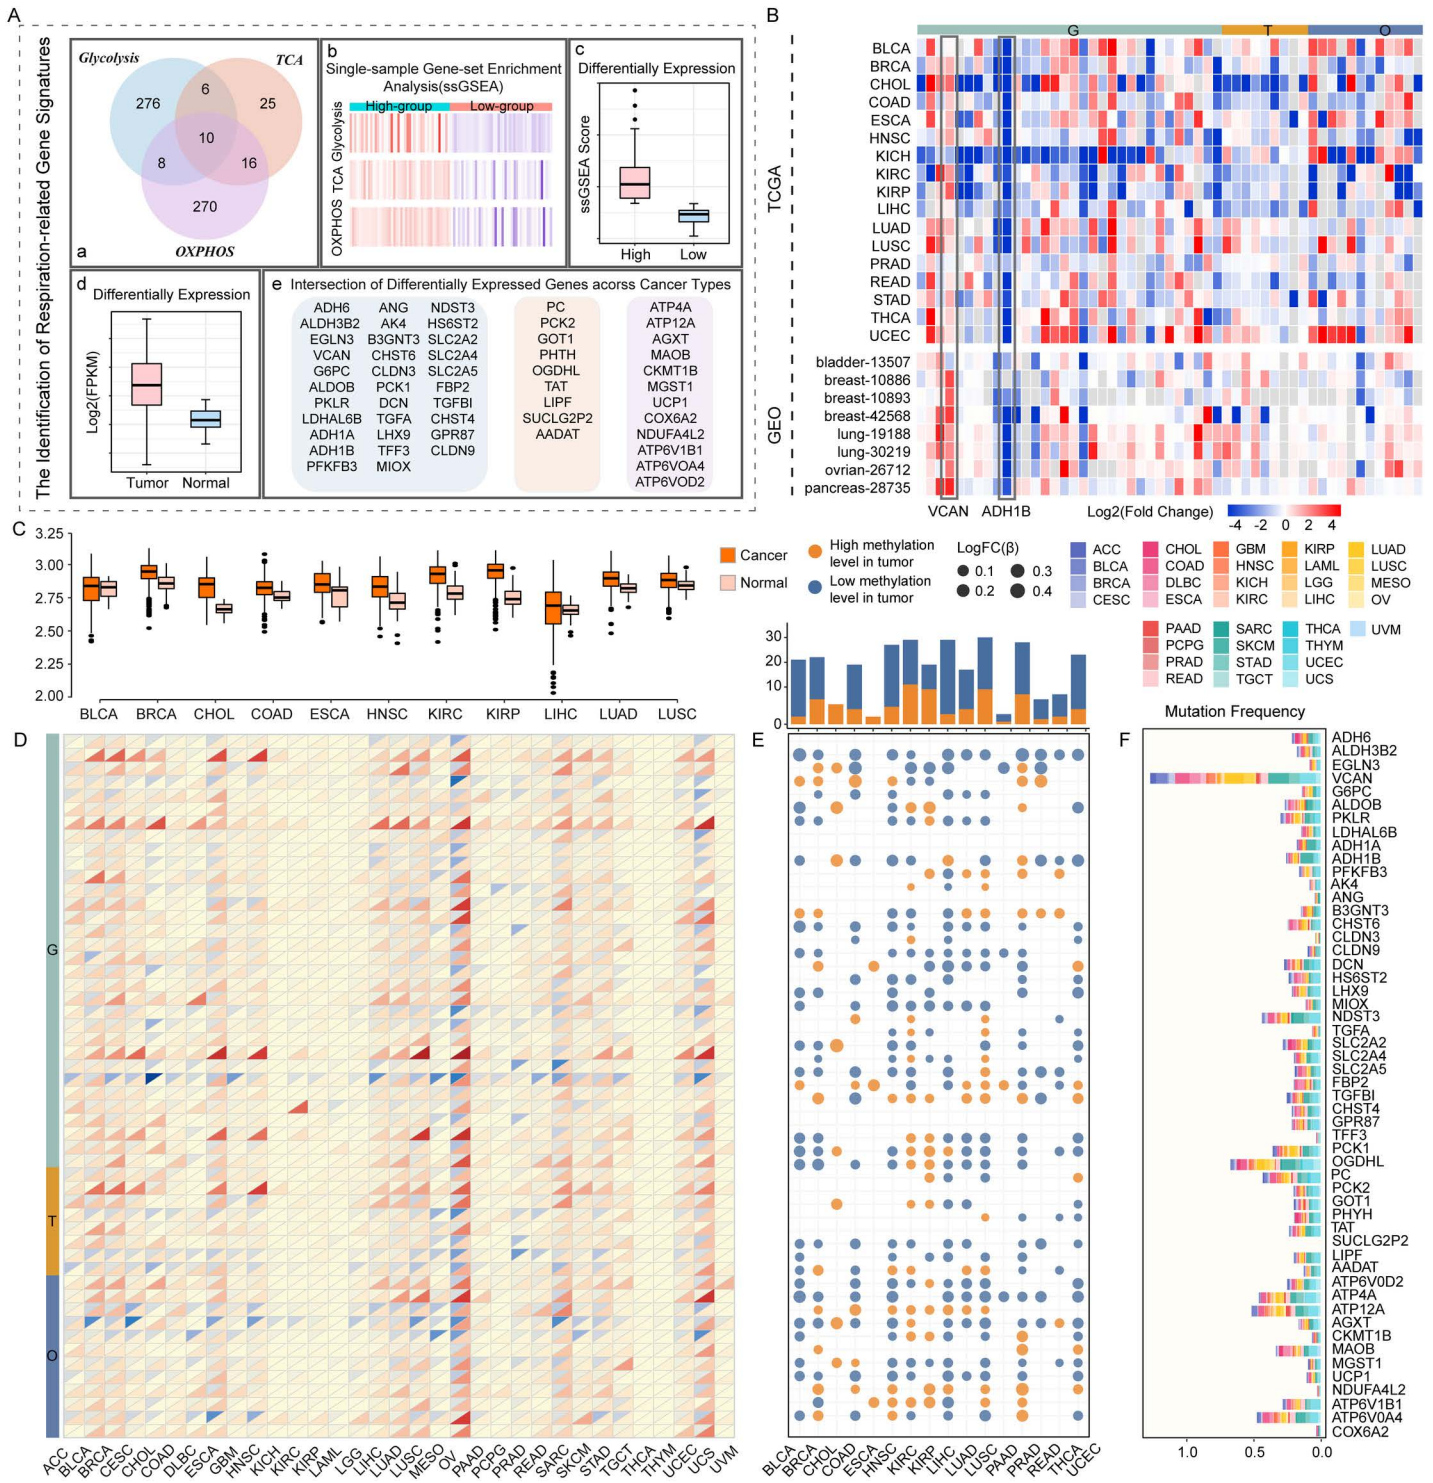 A
The Identification of Respiration-related Gene Signatures
Glycolysis
TCA
276
6
25
10
8
16
270
OXPHOS
a
b
Single-sample Gene-set Enrichment
Analysis(ssGSEA)
High-group
Low-group
Glycolysis
TCA
OXPHOS
c
Differentially Expression
ssGSEA Score
High
Low
d
Differentially Expression
Log2(FPKM)
Tumor
Normal
e
Intersection of Differentially Expressed Genes acorss Cancer Types
ADH6 ANG NDST3
ALDH3B2 AK4 HS6ST2
EGLN3 B3GNT3 SLC2A2
VCAN CHST6 SLC2A4
G6PC CLDN3 SLC2A5
ALDOB PCK1 FBP2
PKLR DCN TGFBI
LDHAL6B TGFA CHST4
ADH1A LHX9 GPR87
ADH1B TFF3 CLDN9
PFKFB3 MIOX
PC
PCK2
GOT1
PHTH
OGDHL
TAT
LIPF
SUCLG2P2
AADAT
ATP4A
ATP12A
AGXT
MAOB
CKMT1B
MGST1
UCP1
COX6A2
NDUFA4L2
ATP6V1B1
ATP6VOA4
ATP6VOD2
B
G
T
O
TCGA
BLCA
BRCA
CHOL
COAD
ESCA
HNSC
KICH
KIRC
KIRP
LIHC
LUAD
LUSC
PRAD
READ
STAD
THCA
UCEC
GEO
bladder-13507
breast-10886
breast-10893
breast-42568
lung-19188
lung-30219
ovrian-26712
pancreas-28735
VCAN
ADH1B
Log2(Fold Change)
-4 -2 0 2 4
C
3.25
3.00
2.75
2.50
2.25
2.00
BLCA BRCA CHOL COAD ESCA HNSC KIRC KIRP LIHC LUAD LUSC
Cancer
Normal
High methylation
level in tumor
Low methylation
level in tumor
LogFC(β)
0.1 0.3
0.2 0.4
ACC CHOL GBM KIRP LUAD
BLCA COAD HNSC LAML LUSC
BRCA DLBC KICH LGG MESO
CESC ESCA KIRC LIHC OV
PAAD SARC THCA UVM
PCPG SKCM THYM
PRAD STAD UCEC
READ TGCT UCS
30
20
10
0
D
G
T
O
ACC BLCA BRCA CESC CHOL COAD DLBC ESCA GBM HNSC KICH KIRC KIRP LAML LGG LIHC LUAD LUSC MESO OV PAAD PCPG PRAD READ SARC SKCM STAD TGCT THCA THYM UCEC UCS UVM
E
BLCA BRCA CHOL COAD ESCA HNSC KIRC KIRP LIHC LUAD LUSC PAAD PRAD READ THCA UCEC
F
Mutation Frequency
ADH6
ALDH3B2
EGLN3
VCAN
G6PC
ALDOB
PKLR
LDHAL6B
ADH1A
ADH1B
PFKFB3
AK4
ANG
B3GNT3
CHST6
CLDN3
CLDN9
DCN
HS6ST2
LHX9
MIOX
NDST3
TGFA
SLC2A2
SLC2A4
SLC2A5
FBP2
TGFBI
CHST4
GPR87
TFF3
PCK1
OGDHL
PC
PCK2
GOT1
PHYH
TAT
SUCLG2P2
LIPF
AADAT
ATP6V0D2
ATP4A
ATP12A
AGXT
CKMT1B
MAOB
MGST1
UCP1
NDUFA4L2
ATP6V1B1
ATP6V0A4
COX6A2
1.0 0.5 0.0